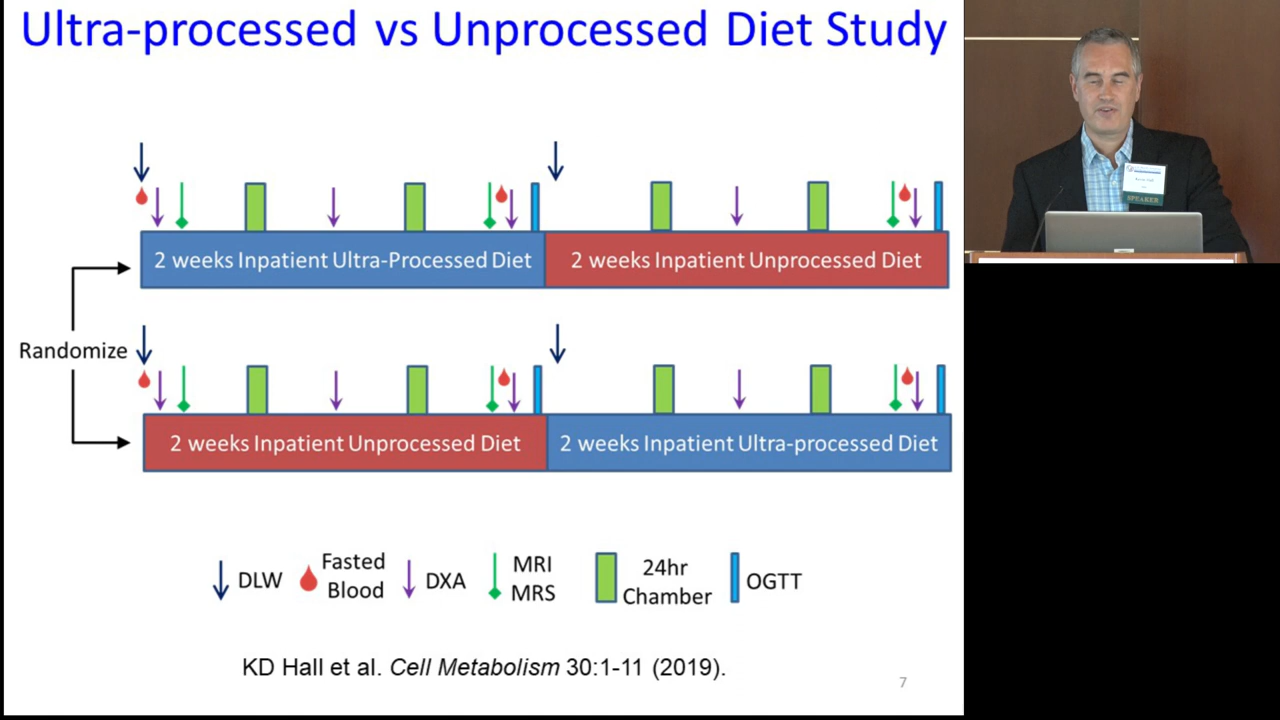 Ultra-processed vs Unprocessed Diet Study
2 weeks Inpatient Ultra-Processed Diet
2 weeks Inpatient Unprocessed Diet
Randomize
2 weeks Inpatient Unprocessed Diet
2 weeks Inpatient Ultra-processed Diet
DLW
Fasted
Blood
DXA
MRI
MRS
24hr
Chamber
OGTT
KD Hall et al. Cell Metabolism 30:1-11 (2019).
7
SPEAKER